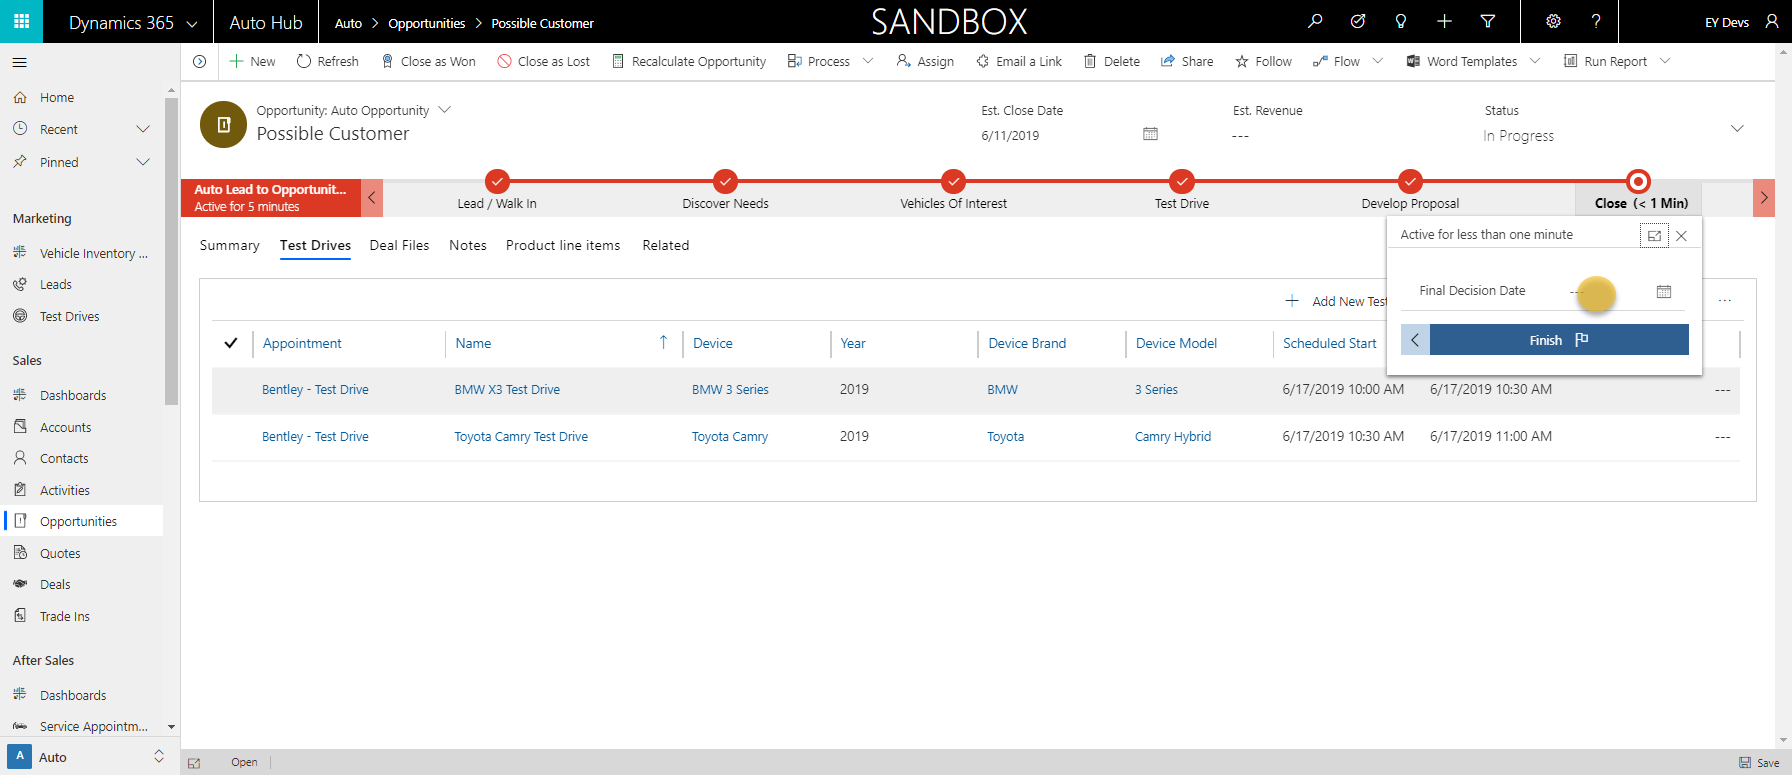 Dynamics 365 Auto Hub Auto > Opportunities > Possible Customer SANDBOX ? EY Devs
New Refresh Close as Won Close as Lost Recalculate Opportunity Process Assign Email a Link Delete Share Follow Flow Word Templates Run Report
Home
Recent
Pinned
Marketing
Vehicle Inventory ...
Leads
Test Drives
Sales
Dashboards
Accounts
Contacts
Activities
Opportunities
Quotes
Deals
Trade Ins
After Sales
Dashboards
Service Appointm...
A Auto
Opportunity: Auto Opportunity
Possible Customer
Est. Close Date
6/11/2019
Est. Revenue
---
Status
In Progress
Auto Lead to Opportunit...
Active for 5 minutes
Lead / Walk In Discover Needs Vehicles Of Interest Test Drive Develop Proposal Close (< 1 Min)
Summary Test Drives Deal Files Notes Product line items Related
Active for less than one minute
Final Decision Date ---
Finish
Add New Test
...
Appointment Name Device Year Device Brand Device Model Scheduled Start
Bentley - Test Drive BMW X3 Test Drive BMW 3 Series 2019 BMW 3 Series 6/17/2019 10:00 AM 6/17/2019 10:30 AM ---
Bentley - Test Drive Toyota Camry Test Drive Toyota Camry 2019 Toyota Camry Hybrid 6/17/2019 10:30 AM 6/17/2019 11:00 AM ---
Open Save